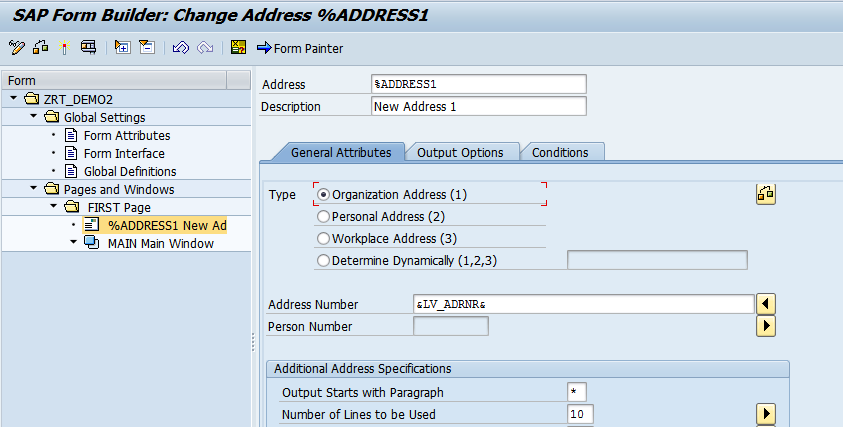 SAP Form Builder: Change Address %ADDRESS1
Form Painter
Form
ZRT_DEMO2
Global Settings
Form Attributes
Form Interface
Global Definitions
Pages and Windows
FIRST Page
%ADDRESS1 New Ad
MAIN Main Window
Address %ADDRESS1
Description New Address 1
General Attributes Output Options Conditions
Type Organization Address (1)
Personal Address (2)
Workplace Address (3)
Determine Dynamically (1,2,3)
Address Number &LV_ADRNR&
Person Number
Additional Address Specifications
Output Starts with Paragraph *
Number of Lines to be Used 10